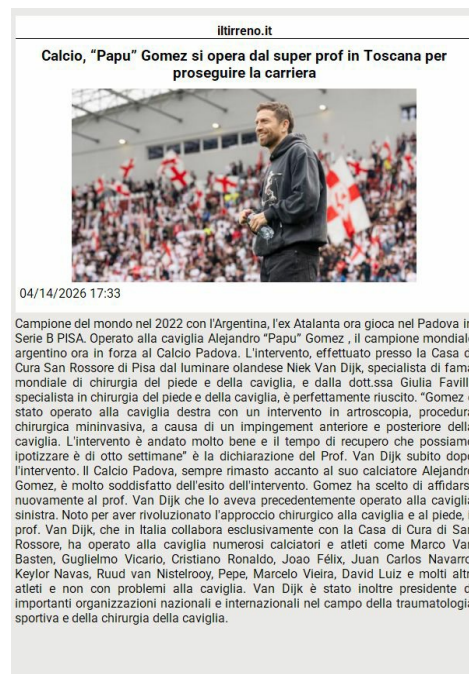 iltirreno.it
Calcio, “Papu” Gomez si opera dal super prof in Toscana per
proseguire la carriera
04/14/2026 17:33
Campione del mondo nel 2022 con l'Argentina, l'ex Atalanta ora gioca nel Padova in
Serie B PISA. Operato alla caviglia Alejandro “Papu” Gomez , il campione mondiale
argentino ora in forza al Calcio Padova. L'intervento, effettuato presso la Casa d
Cura San Rossore di Pisa dal luminare olandese Niek Van Dijk, specialista di fama
mondiale di chirurgia del piede e della caviglia, e dalla dott.ssa Giulia Favill
specialista in chirurgia del piede e della caviglia, è perfettamente riuscito. “Gomez
stato operato alla caviglia destra con un intervento in artroscopia, procedura
chirurgica mininvasiva, a causa di un impingement anteriore e posteriore della
caviglia. L'intervento è andato molto bene e il tempo di recupero che possiamo
ipotizzare è di otto settimane” è la dichiarazione del Prof. Van Dijk subito dopo
l'intervento. Il Calcio Padova, sempre rimasto accanto al suo calciatore Alejandro
Gomez, è molto soddisfatto dell'esito dell'intervento. Gomez ha scelto di affidars
nuovamente al prof. Van Dijk che lo aveva precedentemente operato alla caviglia
sinistra. Noto per aver rivoluzionato l'approccio chirurgico alla caviglia e al piede,
prof. Van Dijk, che in Italia collabora esclusivamente con la Casa di Cura di San
Rossore, ha operato alla caviglia numerosi calciatori e atleti come Marco Van
Basten, Guglielmo Vicario, Cristiano Ronaldo, Joao Félix, Juan Carlos Navarro,
Keylor Navas, Ruud van Nistelrooy, Pepe, Marcelo Vieira, David Luiz e molti altr
atleti e non con problemi alla caviglia. Van Dijk è stato inoltre presidente d
importanti organizzazioni nazionali e internazionali nel campo della traumatologia
sportiva e della chirurgia della caviglia.